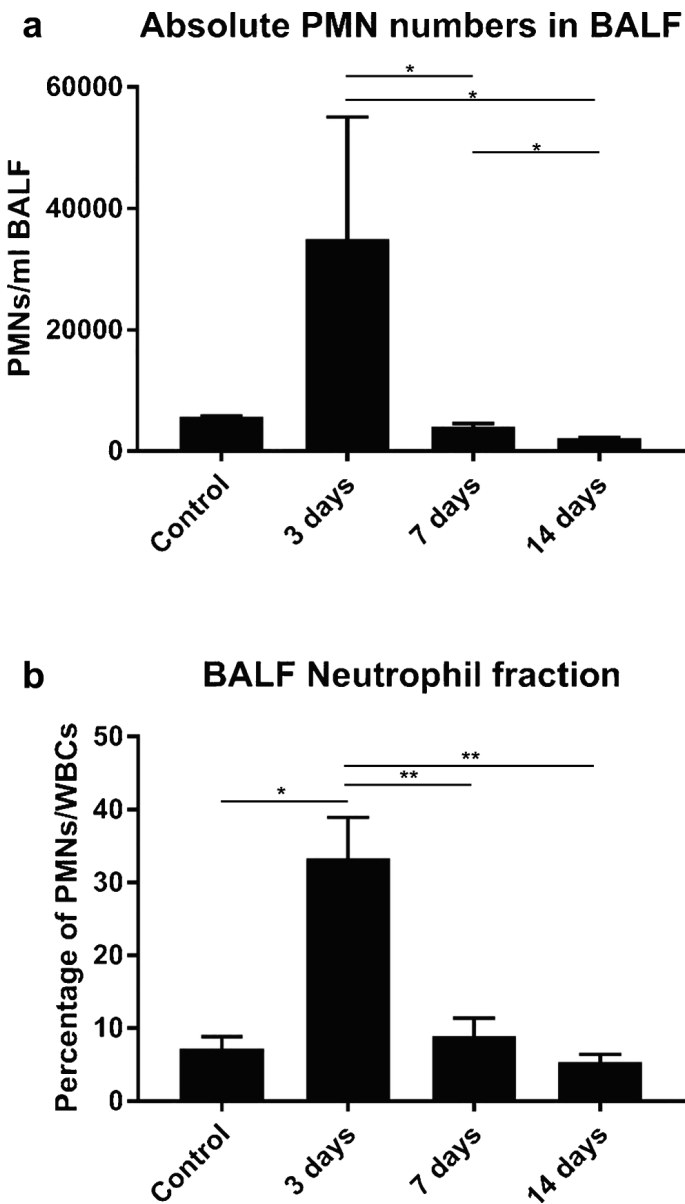 a Absolute PMN numbers in BALF
PMNs/ml BALF
60000
40000
20000
0
*
*
*
Control
3 days
7 days
14 days
b BALF Neutrophil fraction
Percentage of PMNs/WBCs
50
40
30
20
10
0
**
**
*
Control
3 days
7 days
14 days